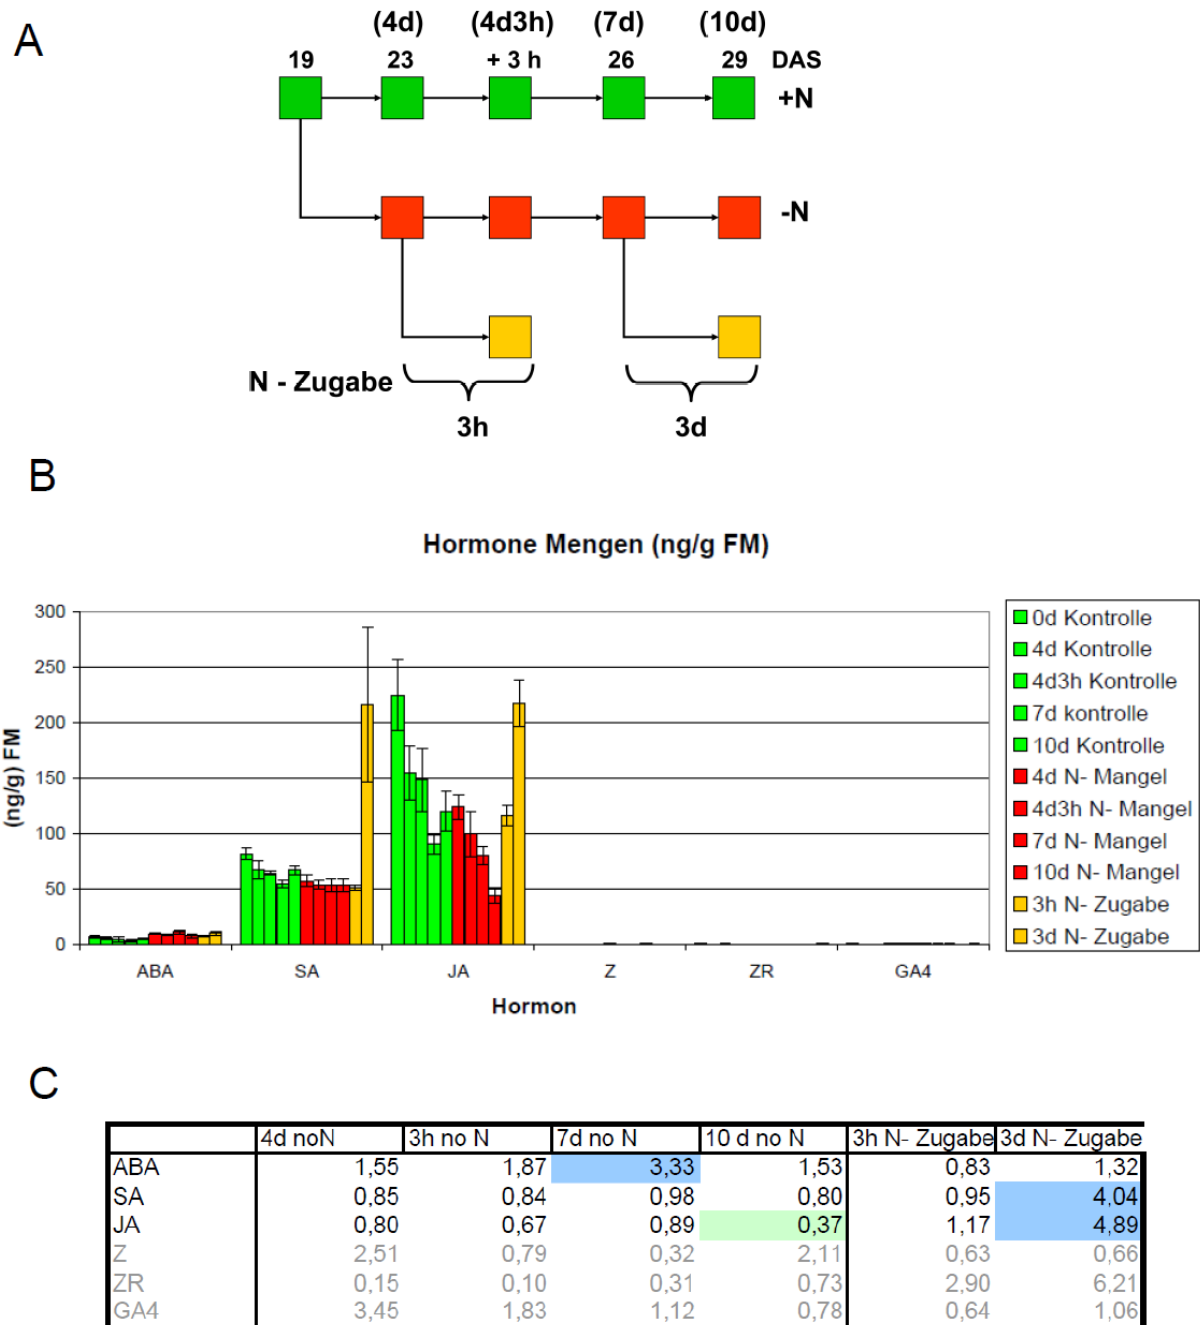 A
(4d) (4d3h) (7d) (10d)
19 23 + 3 h 26 29 DAS
+N
-N
N - Zugabe
3h 3d
B
Hormone Mengen (ng/g FM)
300
250
200
150
100
50
0
(ng/g) FM
ABA SA JA Z ZR GA4
Hormon
0d Kontrolle
4d Kontrolle
4d3h Kontrolle
7d kontrolle
10d Kontrolle
4d N- Mangel
4d3h N- Mangel
7d N- Mangel
10d N- Mangel
3h N- Zugabe
3d N- Zugabe
C
4d noN 3h no N 7d no N 10 d no N 3h N- Zugabe 3d N- Zugabe
ABA 1,55 1,87 3,33 1,53 0,83 1,32
SA 0,85 0,84 0,98 0,80 0,95 4,04
JA 0,80 0,67 0,89 0,37 1,17 4,89
Z 2,51 0,79 0,32 2,11 0,63 0,66
ZR 0,15 0,10 0,31 0,73 2,90 6,21
GA4 3,45 1,83 1,12 0,78 0,64 1,06